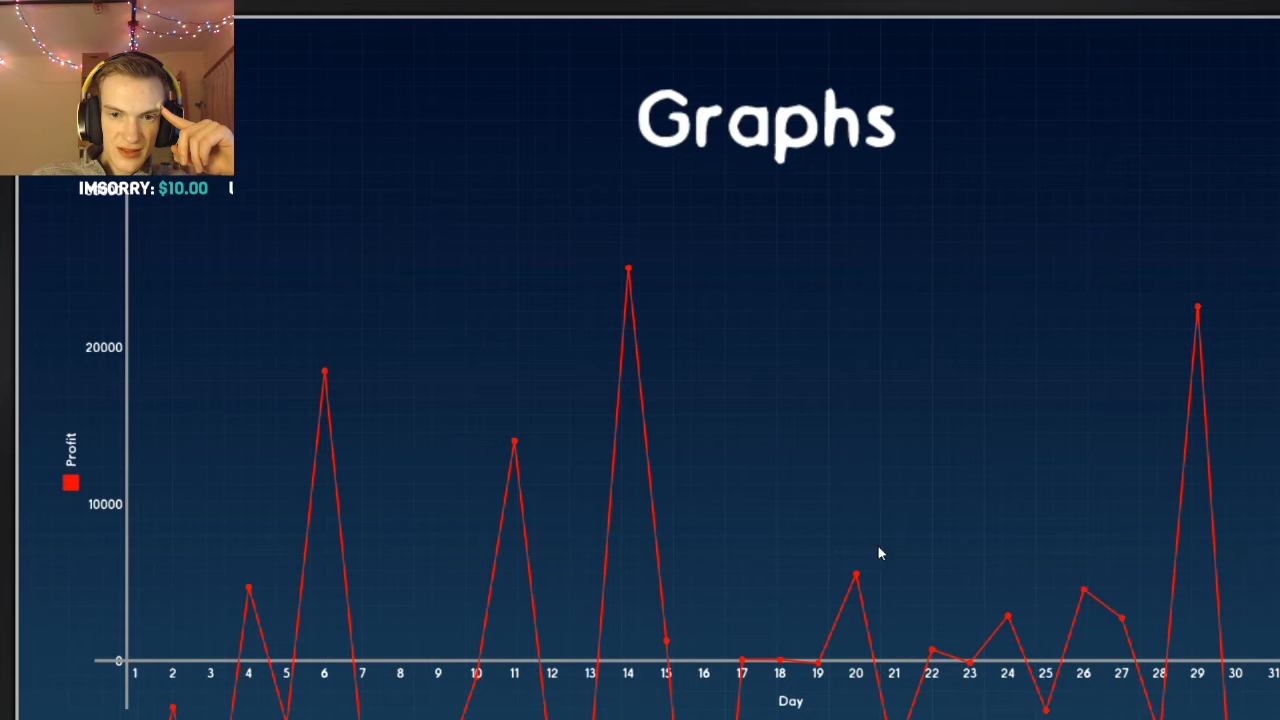 Graphs
IMSORRY: $10.00
20000
Profit
10000
0
1 2 3 4 5 6 7 8 9 10 11 12 13 14 15 16 17 18 19 20 21 22 23 24 25 26 27 28 29 30 31
Day